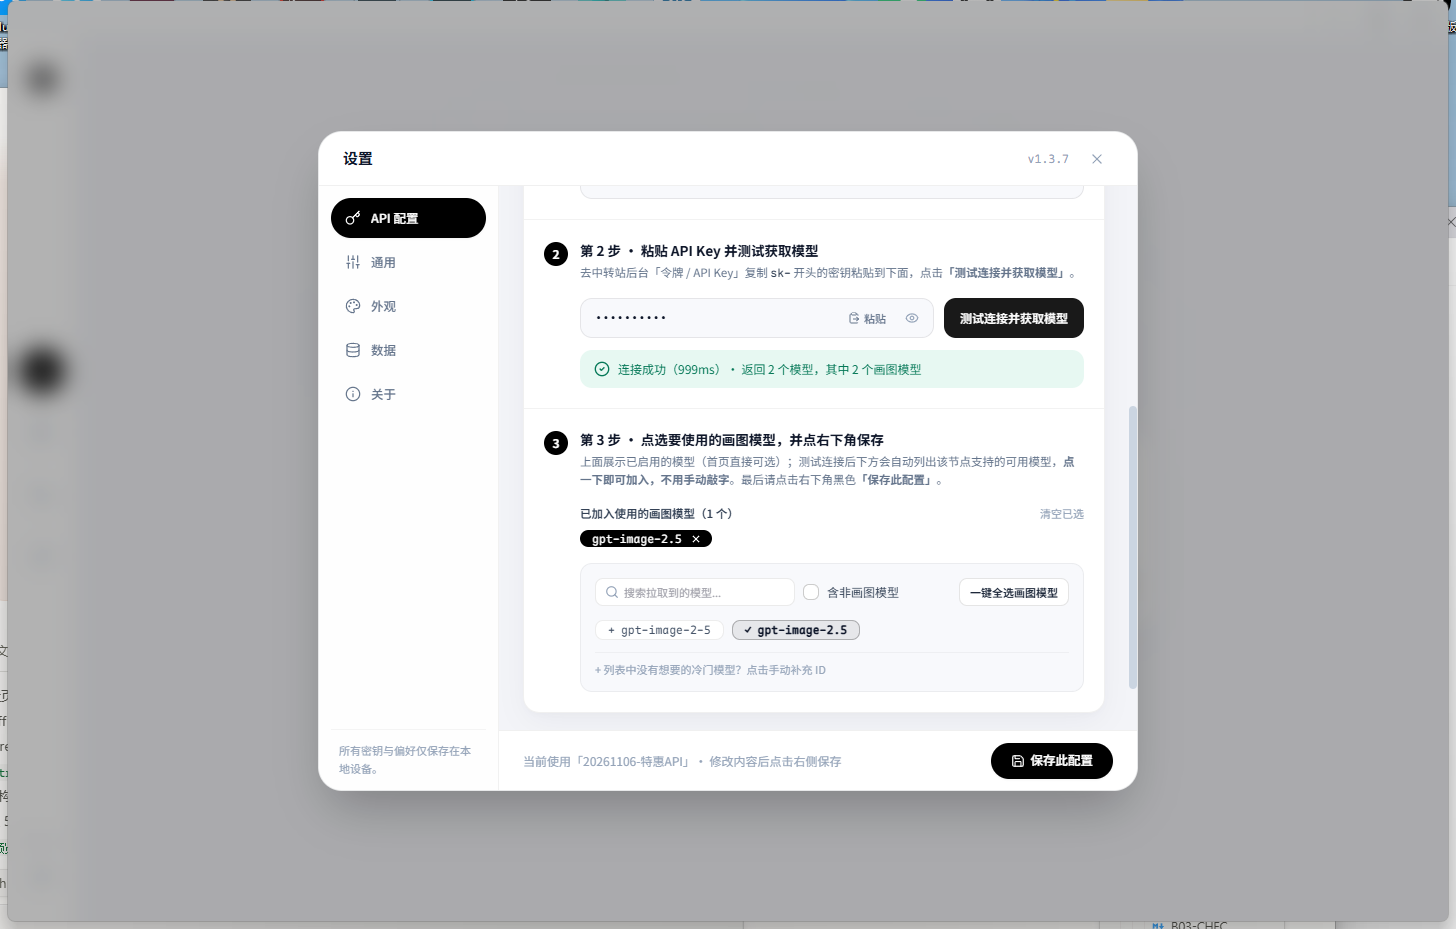 设置
v1.3.7
API 配置
通用
外观
数据
关于
所有密钥与偏好仅保存在本
地设备。
2
第 2 步 · 粘贴 API Key 并测试获取模型
去中转站后台「令牌 / API Key」复制 sk- 开头的密钥粘贴到下面，点击「测试连接并获取模型」。
••••••••••
粘贴
测试连接并获取模型
连接成功（999ms）· 返回 2 个模型，其中 2 个画图模型
3
第 3 步 · 点选要使用的画图模型，并点右下角保存
上面展示已启用的模型（首页直接可选）；测试连接后下方会自动列出该节点支持的可用模型，点
一下即可加入，不用手动敲字。最后请点击右下角黑色「保存此配置」。
已加入使用的画图模型（1 个）
清空已选
gpt-image-2.5 ×
搜索拉取到的模型...
含非画图模型
一键全选画图模型
+ gpt-image-2-5
✓ gpt-image-2.5
+ 列表中没有想要的冷门模型？点击手动补充 ID
当前使用「20261106-特惠API」· 修改内容后点击右侧保存
保存此配置